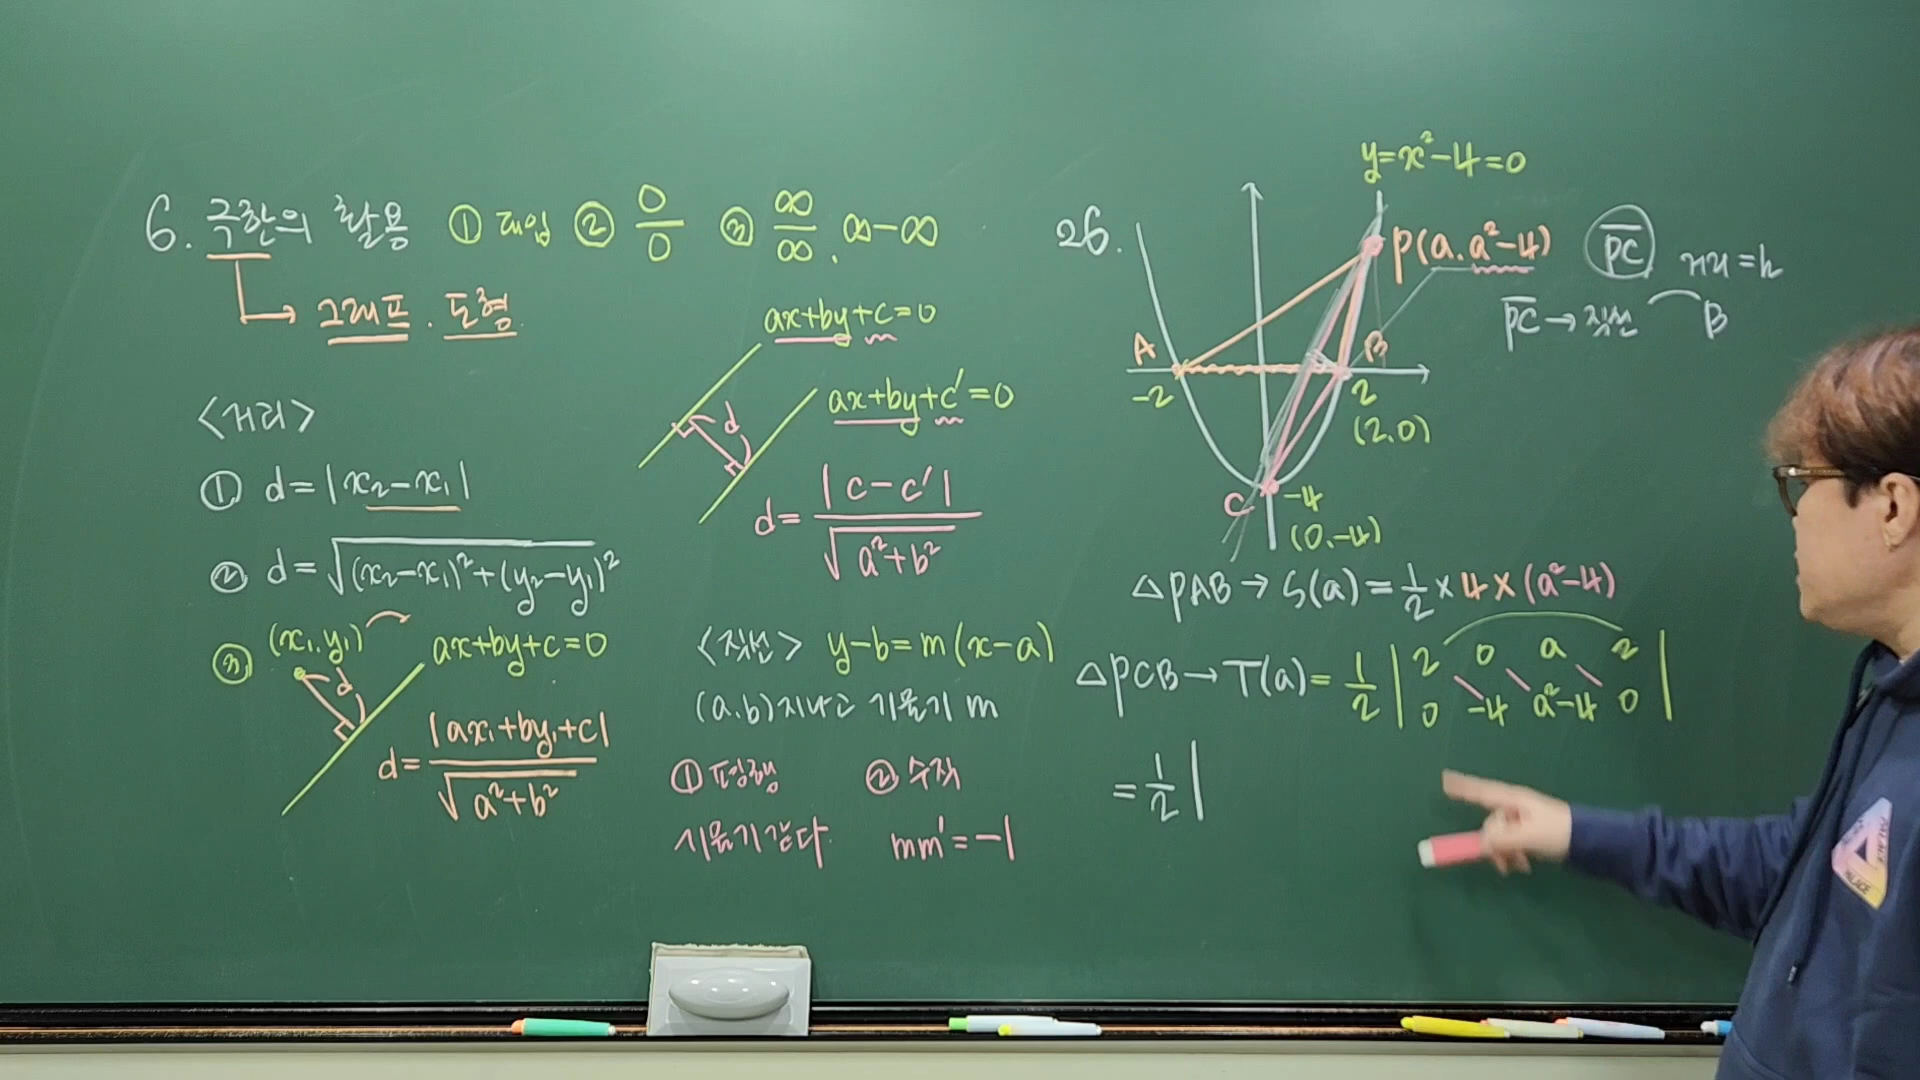 6. 극한의 활용 ① 대입 ② 0/0 ③ ∞/∞, ∞-∞
→ 그래프, 도형
<거리>
① d=|x₂-x₁|
② d=√((x₂-x₁)²+(y₂-y₁)²)
③ (x₁,y₁) ax+by+c=0
d
d=|ax₁+by₁+c|/√(a²+b²)
ax+by+c=0
ax+by+c'=0
d
d=|c-c'|/√(a²+b²)
<직선> y-b=m(x-a)
(a,b)지나고 기울기 m
① 평행 ② 수직
기울기같다. mm'=-1
26.
y=x²-4=0
P(a,a²-4)
A B
-2 2
(2,0)
C -4
(0,-4)
PC 거리=h
PC→직선 B
△PAB→S(a)=1/2×4×(a²-4)
△PCB→T(a)=1/2|2 0 a 2
0 -4 a²-4 0|
=1/2|
PALACE